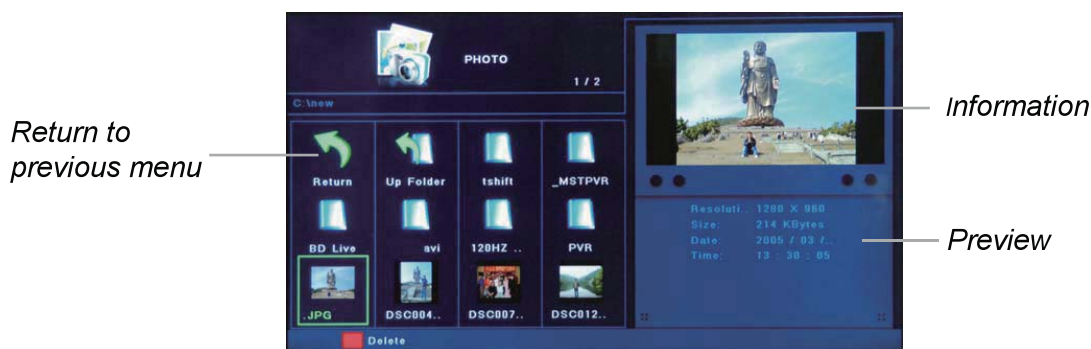 PHOTO
1 / 2
C:\new
Return to
previous menu
Return
Up Folder
tshift
_MSTPVR
BD Live
avi
120HZ ..
PVR
.JPG
DSC004..
DSC007..
DSC012..
Delete
Information
Resoluti.. 1280 X 960
Size: 214 KBytes
Date: 2005 / 03 /..
Time: 13 : 30 : 05
Preview